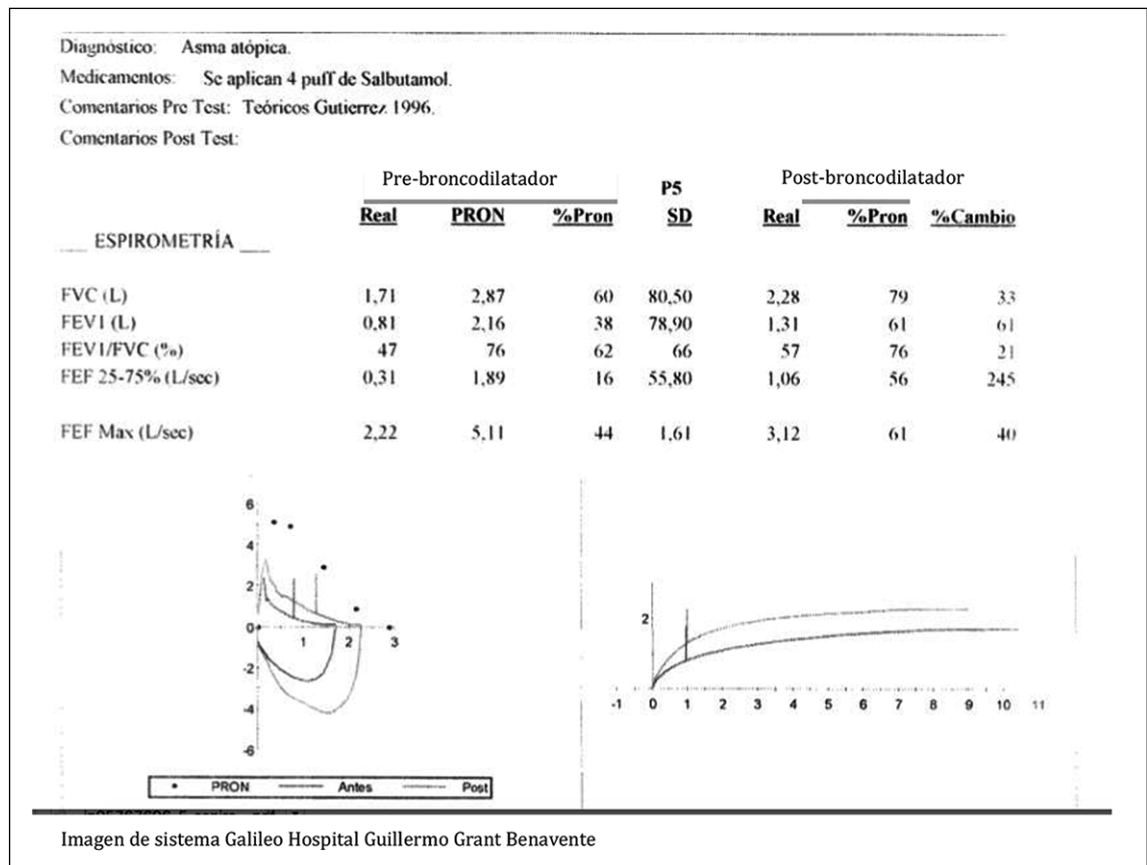 Diagnóstico: Asma atópica.
Medicamentos: Se aplican 4 puff de Salbutamol.
Comentarios Pre Test: Teóricos Gutierrez 1996.
Comentarios Post Test:
Pre-broncodilatador P5 Post-broncodilatador
Real PRON %Pron SD Real %Pron %Cambio
___ ESPIROMETRÍA ___
FVC (L) 1,71 2,87 60 80,50 2,28 79 33
FEV1 (L) 0,81 2,16 38 78,90 1,31 61 61
FEV1/FVC (%) 47 76 62 66 57 76 21
FEF 25-75% (L/sec) 0,31 1,89 16 55,80 1,06 56 245
FEF Max (L/sec) 2,22 5,11 44 1,61 3,12 61 40
6
4
2
0
1 2 3
-2
-4
-6
2
-1 0 1 2 3 4 5 6 7 8 9 10 11
PRON Antes Post
Imagen de sistema Galileo Hospital Guillermo Grant Benavente